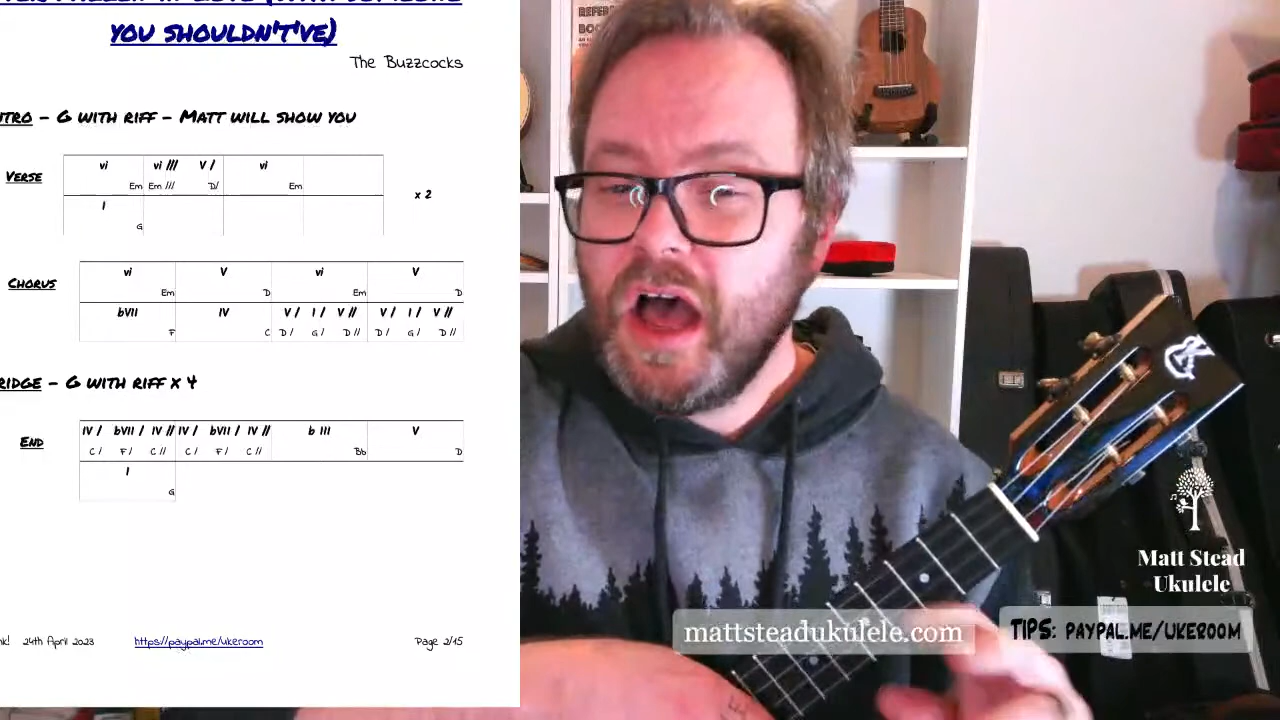 YOU SHOULDN'T'VE)
The Buzzcocks
- G WITH RIFF - MATT WILL SHOW YOU
VERSE
vi vi /// V / vi
Em Em /// D/ Em
x 2
I
G
CHORUS
vi V vi V
Em D Em D
bVII IV V / I / V // V / I / V //
F C D / G / D // D / G / D //
- G WITH RIFF x 4
END
IV / bVII / IV // IV / bVII / IV // b III V
C / F / C // C / F / C // Bb D
I
G
24th April 2023 https://paypal.me/ukeroom Page 2/15
Matt Stead
Ukulele
mattsteadukulele.com
TIPS: PAYPAL.ME/UKEROOM